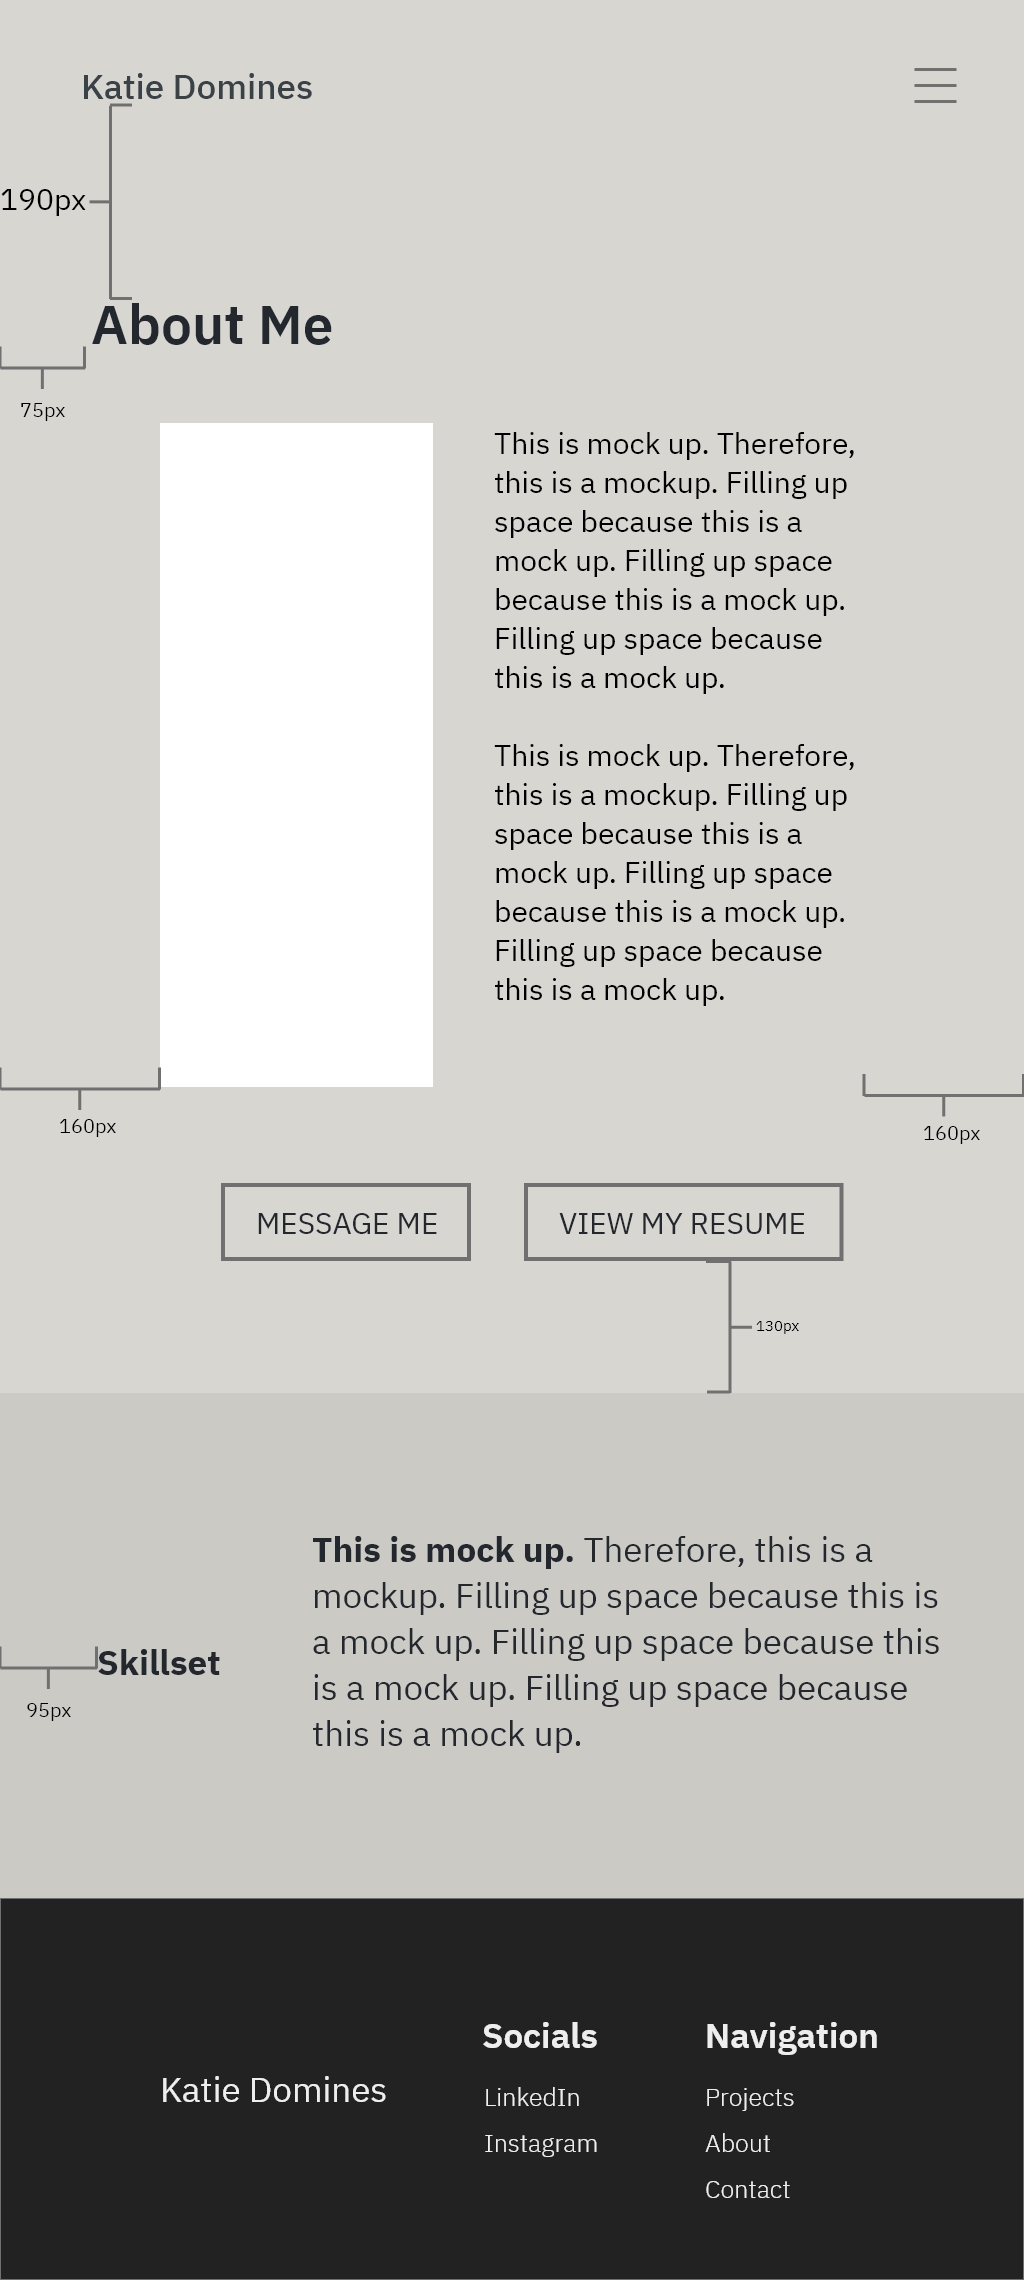 Katie Domines
190px
About Me
75px
This is mock up. Therefore,
this is a mockup. Filling up
space because this is a
mock up. Filling up space
because this is a mock up.
Filling up space because
this is a mock up.
This is mock up. Therefore,
this is a mockup. Filling up
space because this is a
mock up. Filling up space
because this is a mock up.
Filling up space because
this is a mock up.
160px
160px
MESSAGE ME
VIEW MY RESUME
130px
Skillset
95px
This is mock up. Therefore, this is a
mockup. Filling up space because this is
a mock up. Filling up space because this
is a mock up. Filling up space because
this is a mock up.
Katie Domines
Socials
LinkedIn
Instagram
Navigation
Projects
About
Contact